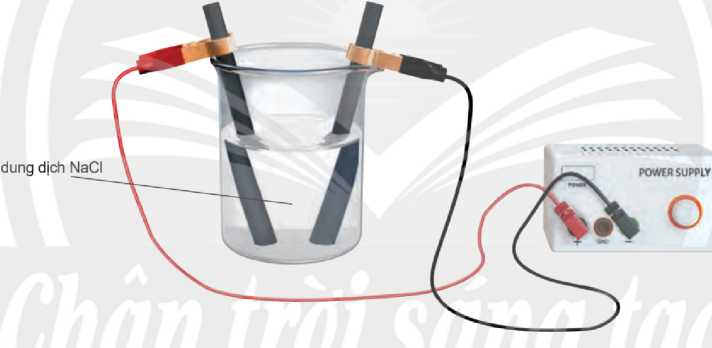 dung dịch NaCl
POWER SUPPLY
POWER
+
GND
−
Chân trời sáng tạo